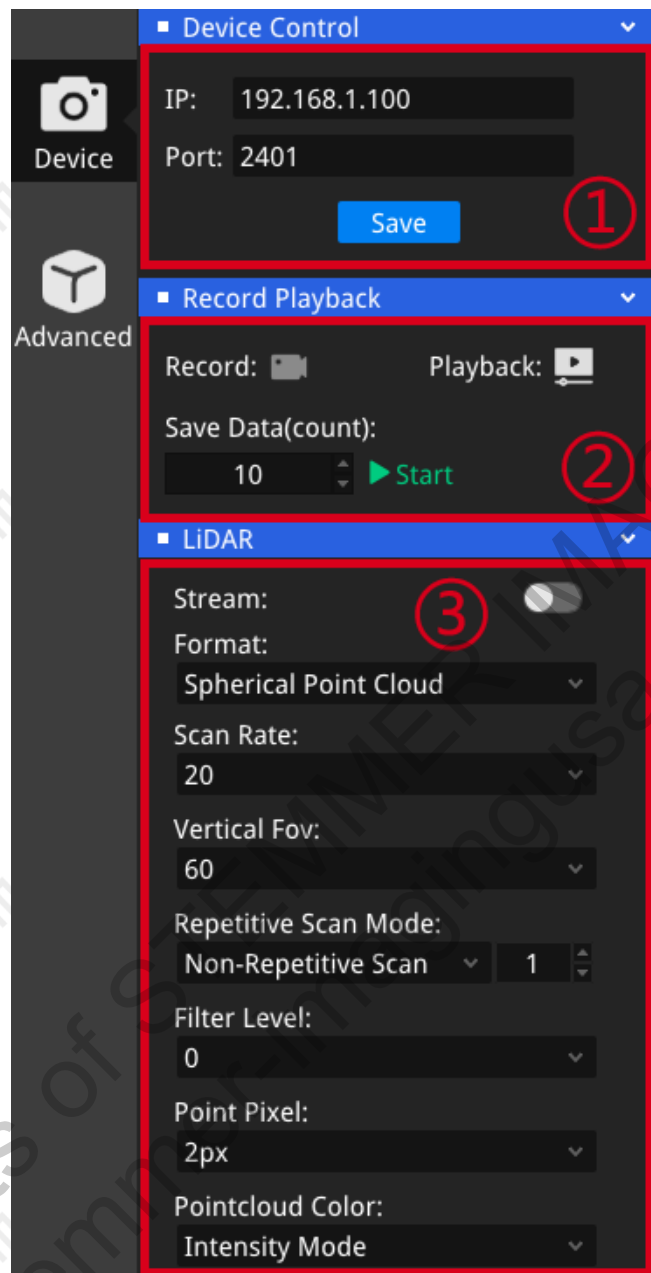 Device Control
Device
IP: 192.168.1.100
Port: 2401
Save
①
Advanced
Record Playback
Record: Playback:
Save Data(count):
10 Start
②
LiDAR
Stream:
③
Format:
Spherical Point Cloud
Scan Rate:
20
Vertical Fov:
60
Repetitive Scan Mode:
Non-Repetitive Scan 1
Filter Level:
0
Point Pixel:
2px
Pointcloud Color:
Intensity Mode